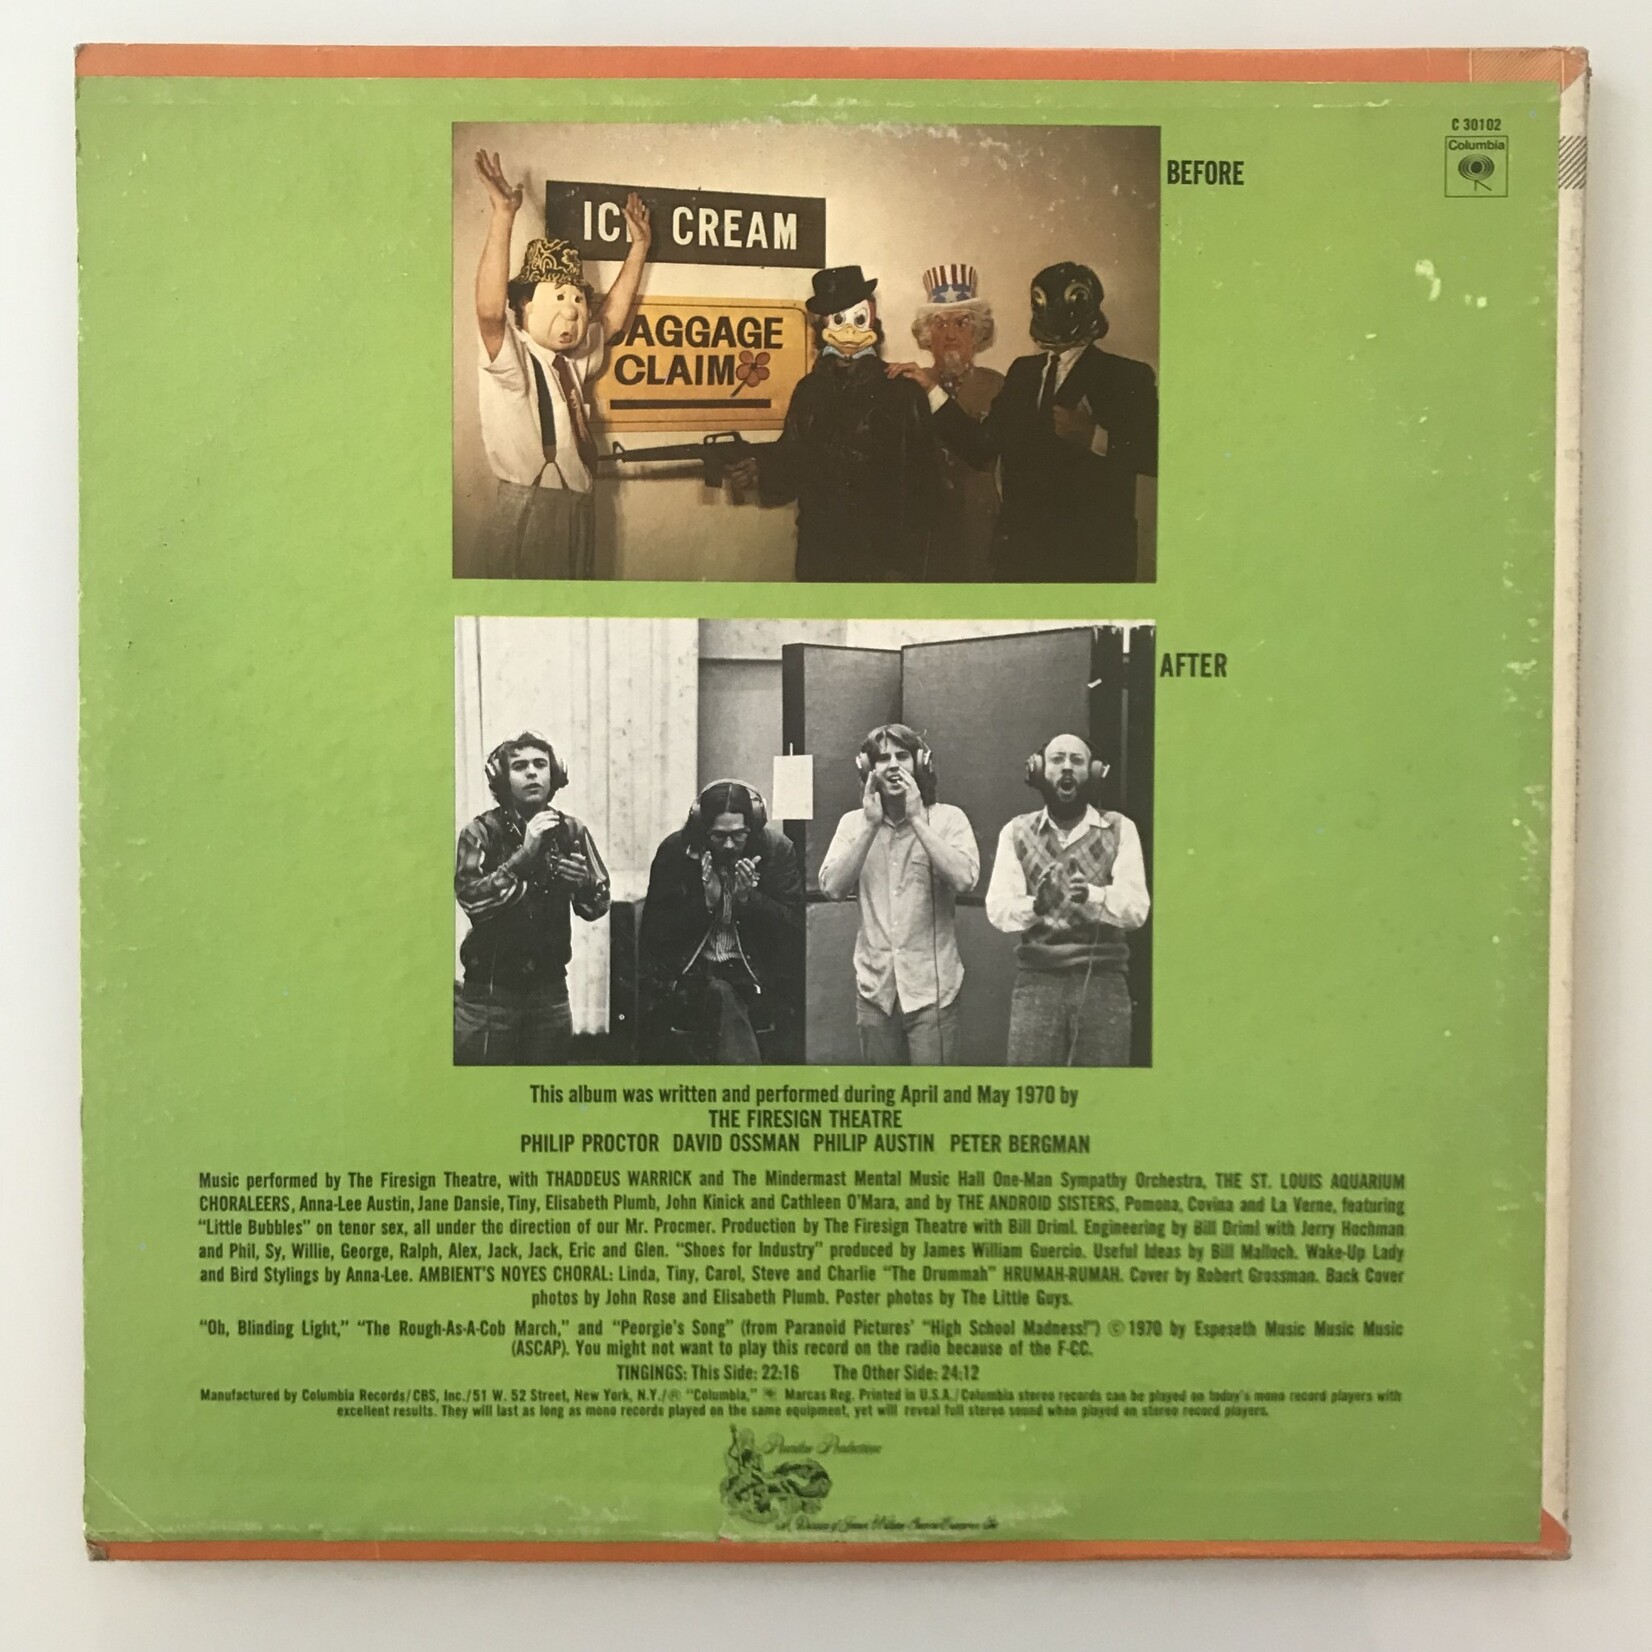 C 30102
Columbia
BEFORE
IC CREAM
AGGAGE
CLAIM
AFTER
This album was written and performed during April and May 1970 by
THE FIRESIGN THEATRE
PHILIP PROCTOR DAVID OSSMAN PHILIP AUSTIN PETER BERGMAN
Music performed by The Firesign Theatre, with THADDEUS WARRICK and The Mindermast Mental Music Hall One-Man Sympathy Orchestra, THE ST. LOUIS AQUARIUM
CHORALEERS, Anna-Lee Austin, Jane Dansie, Tiny, Elisabeth Plumb, John Kinick and Cathleen O'Mara, and by THE ANDROID SISTERS, Pomona, Covina and La Verne, featuring
"Little Bubbles" on tenor sex, all under the direction of our Mr. Procmer. Production by The Firesign Theatre with Bill Driml. Engineering by Bill Driml with Jerry Hochman
and Phil, Sy, Willie, George, Ralph, Alex, Jack, Jack, Eric and Glen. "Shoes for Industry" produced by James William Guercio. Useful Ideas by Bill Malloch. Wake-Up Lady
and Bird Stylings by Anna-Lee. AMBIENT'S NOYES CHORAL: Linda, Tiny, Carol, Steve and Charlie "The Drummah" HRUMAH-RUMAH. Cover by Robert Grossman. Back Cover
photos by John Rose and Elisabeth Plumb. Poster photos by The Little Guys.
"Oh, Blinding Light," "The Rough-As-A-Cob March," and "Peorgie's Song" (from Paranoid Pictures' "High School Madness!") © 1970 by Espeseth Music Music Music
(ASCAP). You might not want to play this record on the radio because of the F-CC.
TINGINGS: This Side: 22:16 The Other Side: 24:12
Manufactured by Columbia Records/CBS, Inc./51 W. 52 Street, New York, N.Y./® "Columbia," Marcas Reg. Printed in U.S.A./Columbia stereo records can be played on today's mono record players with
excellent results. They will last as long as mono records played on the same equipment, yet will reveal full stereo sound when played on stereo record players.
Productions